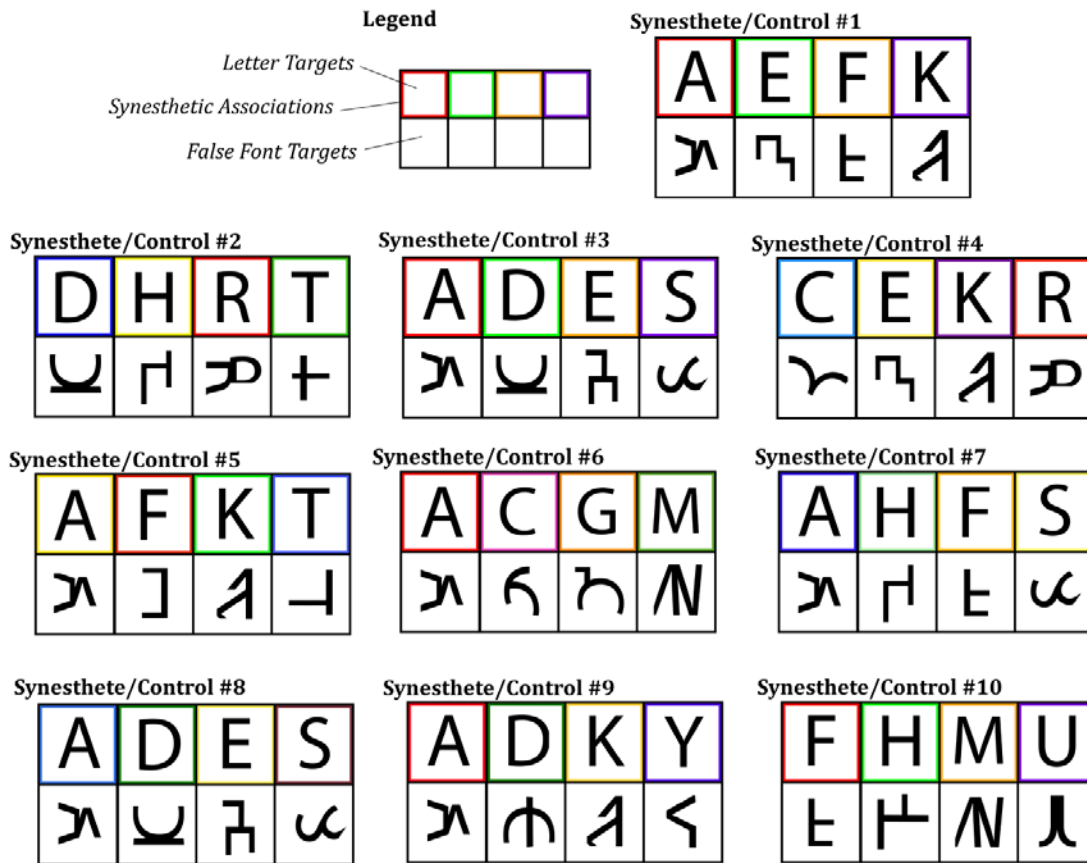 Legend
Letter Targets
Synesthetic Associations
False Font Targets
Synesthete/Control #1
A E F K
Synesthete/Control #2
D H R T
Synesthete/Control #3
A D E S
Synesthete/Control #4
C E K R
Synesthete/Control #5
A F K T
Synesthete/Control #6
A C G M
Synesthete/Control #7
A H F S
Synesthete/Control #8
A D E S
Synesthete/Control #9
A D K Y
Synesthete/Control #10
F H M U